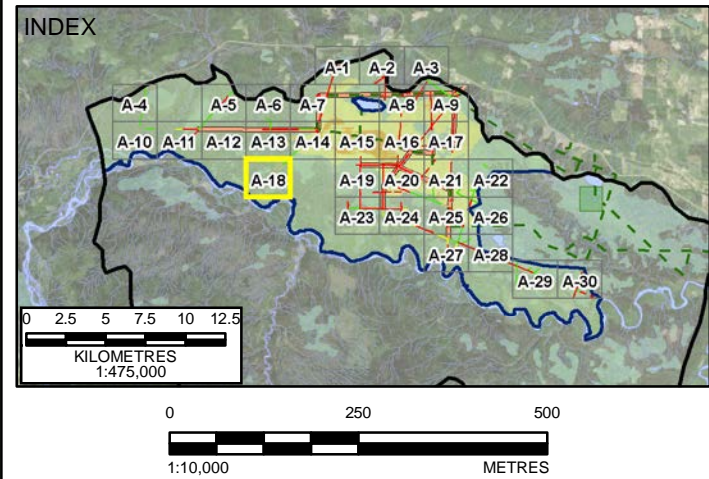 INDEX
A-1 A-2 A-3
A-4 A-5 A-6 A-7 A-8 A-9
A-10 A-11 A-12 A-13 A-14 A-15 A-16 A-17
A-18 A-19 A-20 A-21 A-22
A-23 A-24 A-25 A-26
A-27 A-28
A-29 A-30
0 2.5 5 7.5 10 12.5
KILOMETRES
1:475,000
0 250 500
1:10,000 METRES